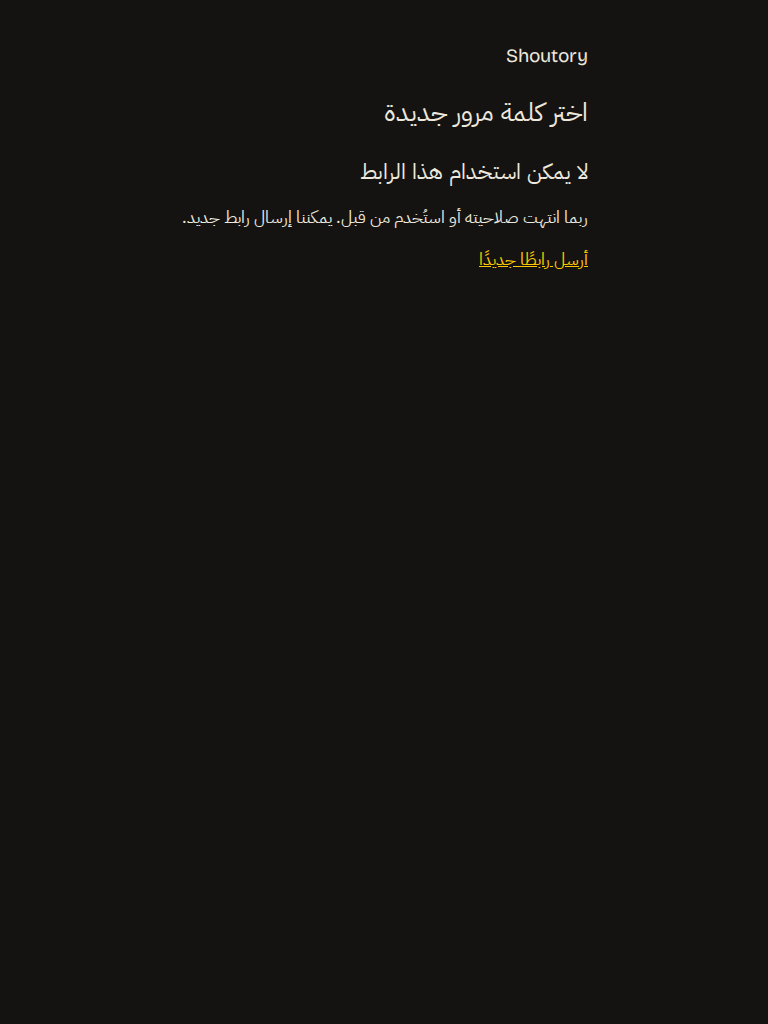 Shoutory
اختر كلمة مرور جديدة
لا يمكن استخدام هذا الرابط
ربما انتهت صلاحيته أو استُخدم من قبل. يمكننا إرسال رابط جديد.
أرسل رابطًا جديدًا